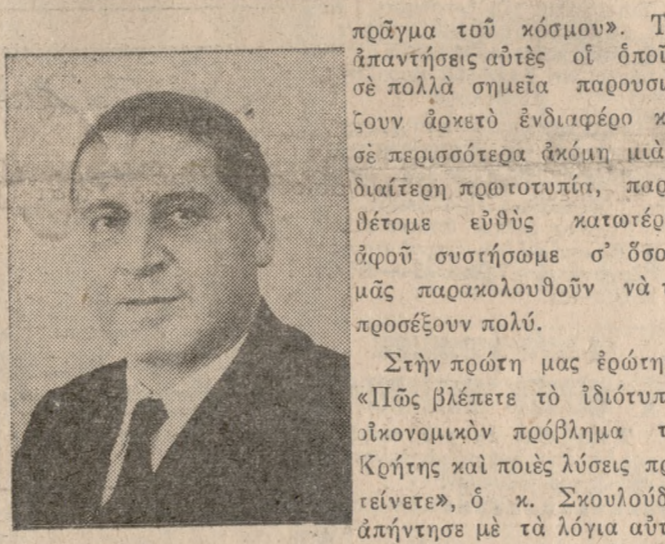 πρᾶγμα τοῦ κόσμου». Τ
ἀπαντήσεις αὐτὲς οἱ ὁποῖ
σὲ πολλὰ σημεῖα παρουσι
ζουν ἀρκετὸ ἐνδιαφέρο κ
σὲ περισσότερα ἀκόμη μιὰ
διαίτερη πρωτοτυπία, παρ
θέτομε εὐθὺς κατωτέρ
ἀφοῦ συστήσωμε σ' ὅσο
μᾶς παρακολουθοῦν νὰ τ
προσέξουν πολύ.
Στὴν πρώτη μας ἐρώτη
«Πῶς βλέπετε τὸ ἰδιότυπ
οἰκονομικὸν πρόβλημα τ
Κρήτης καὶ ποιὲς λύσεις πρ
τείνετε», ὁ κ. Σκουλούδ
ἀπήντησε μὲ τὰ λόγια αὐτ